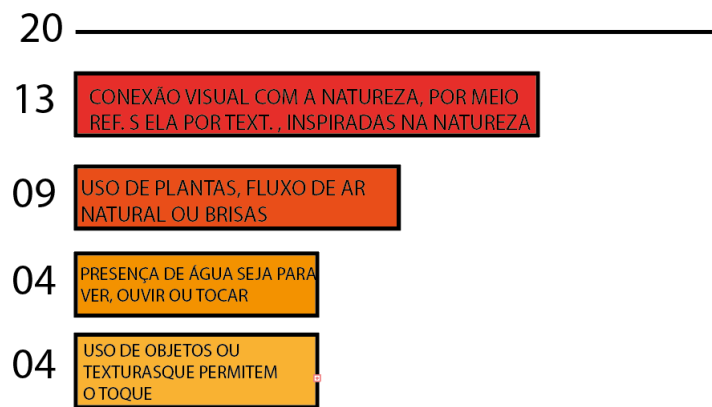 20
13
CONEXÃO VISUAL COM A NATUREZA, POR MEIO
REF. S ELA POR TEXT. , INSPIRADAS NA NATUREZA
09
USO DE PLANTAS, FLUXO DE AR
NATURAL OU BRISAS
04
PRESENÇA DE ÁGUA SEJA PARA
VER, OUVIR OU TOCAR
04
USO DE OBJETOS OU
TEXTURASQUE PERMITEM
O TOQUE